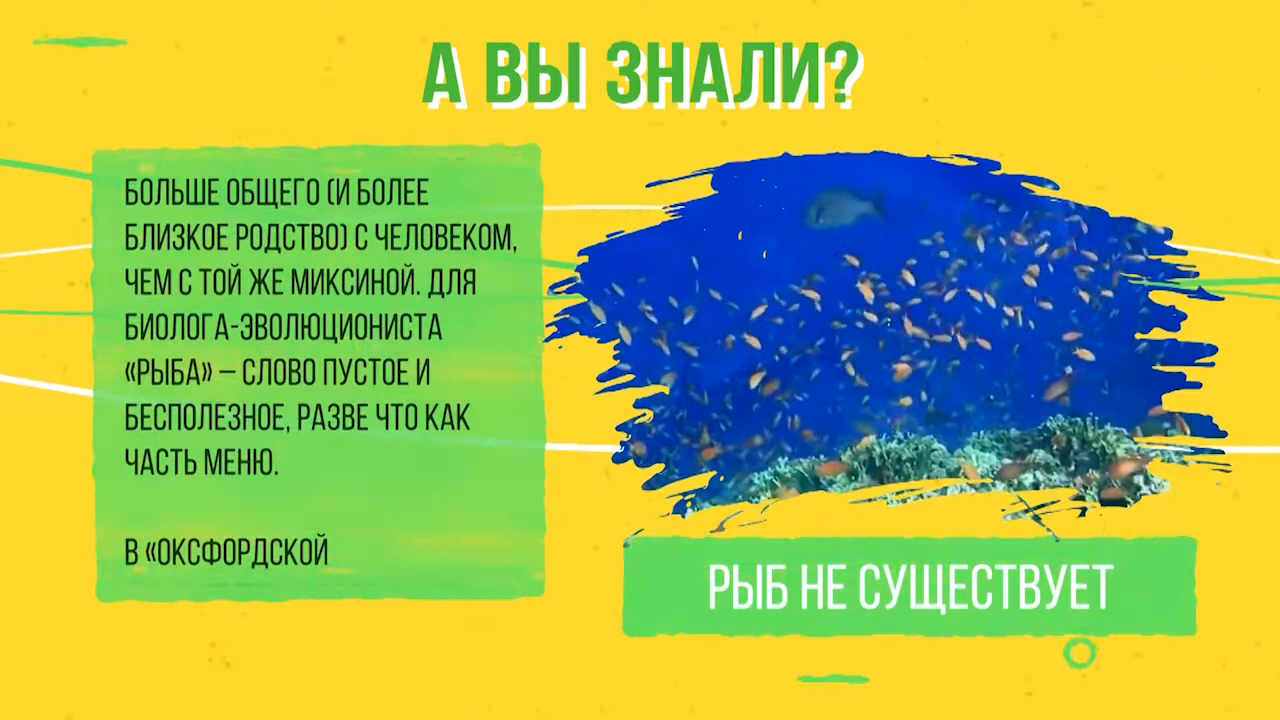 А ВЫ ЗНАЛИ?
БОЛЬШЕ ОБЩЕГО (И БОЛЕЕ
БЛИЗКОЕ РОДСТВО) С ЧЕЛОВЕКОМ,
ЧЕМ С ТОЙ ЖЕ МИКСИНОЙ. ДЛЯ
БИОЛОГА-ЭВОЛЮЦИОНИСТА
«РЫБА» – СЛОВО ПУСТОЕ И
БЕСПОЛЕЗНОЕ, РАЗВЕ ЧТО КАК
ЧАСТЬ МЕНЮ.
В «ОКСФОРДСКОЙ
РЫБ НЕ СУЩЕСТВУЕТ